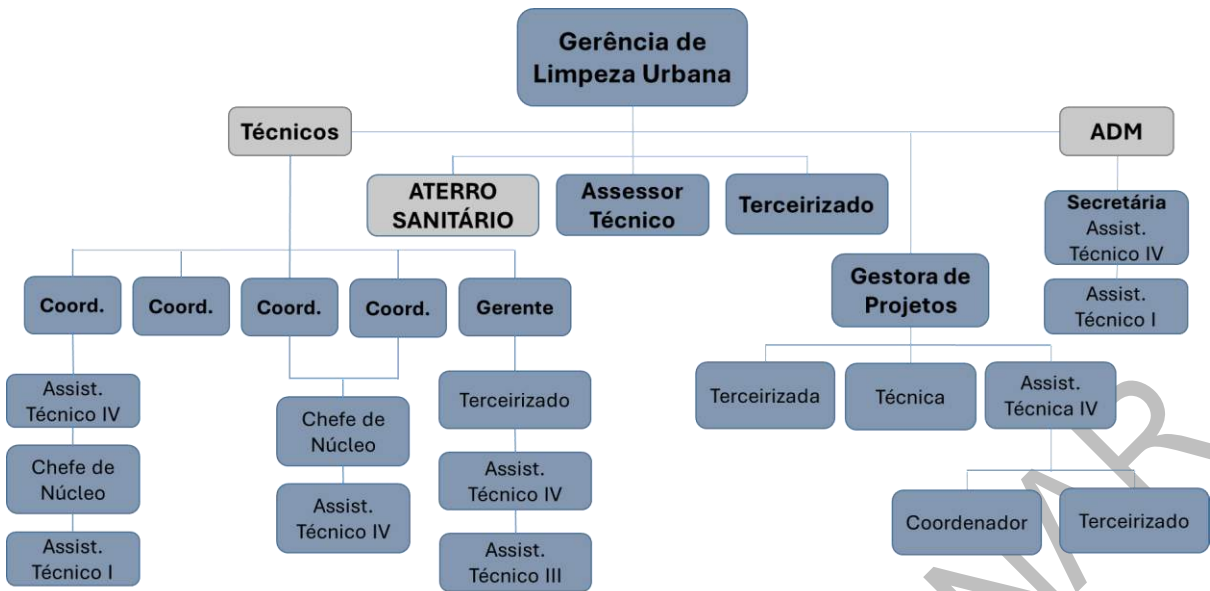 Gerência de
Limpeza Urbana
Técnicos
ADM
ATERRO
SANITÁRIO
Assessor
Técnico
Terceirizado
Secretária
Assist.
Técnico IV
Assist.
Técnico I
Gestora de
Projetos
Coord.
Coord.
Coord.
Coord.
Gerente
Assist.
Técnico IV
Chefe de
Núcleo
Assist.
Técnico I
Chefe de
Núcleo
Assist.
Técnico IV
Terceirizado
Assist.
Técnico IV
Assist.
Técnico III
Terceirizada
Técnica
Assist.
Técnica IV
Coordenador
Terceirizado
NAR